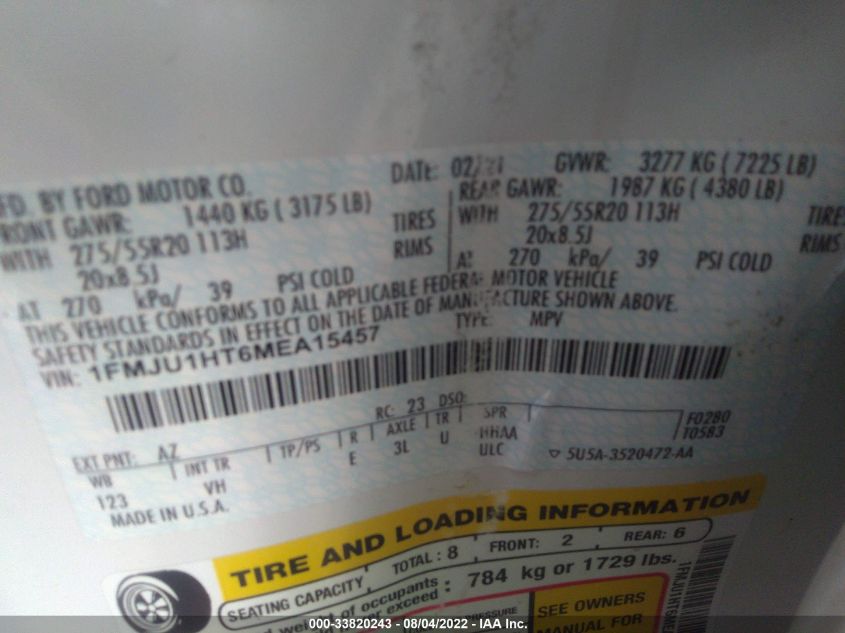 FD. BY FORD MOTOR CO.
DATE: 02/21 GVWR: 3277 KG ( 7225 LB)
RONT GAWR: 1440 KG ( 3175 LB)
REAR GAWR: 1987 KG ( 4380 LB)
WITH 275/55R20 113H TIRES
WITH 275/55R20 113H TIRES
20x8.5J RIMS
20x8.5J RIMS
AT 270 kPa/ 39 PSI COLD
AT 270 kPa/ 39 PSI COLD
THIS VEHICLE CONFORMS TO ALL APPLICABLE FEDERAL MOTOR VEHICLE
SAFETY STANDARDS IN EFFECT ON THE DATE OF MANUFACTURE SHOWN ABOVE.
VIN: 1FMJU1HT6MEA15457
TYPE: MPV
EXT PNT: AZ RC: 23 DSO:
WB INT TR TP/PS R AXLE TR SPR
123 VH E 3L U HHAA
ULC
F0280
T0583
5U5A-3520472-AA
MADE IN U.S.A.
TIRE AND LOADING INFORMATION
SEATING CAPACITY TOTAL: 8 FRONT: 2 REAR: 6
weight of occupants
exceed: 784 kg or 1729 lbs.
PRESSURE
SEE OWNERS
MANUAL FOR
1FMJU1HT6ME
000-33820243 - 08/04/2022 - IAA Inc.